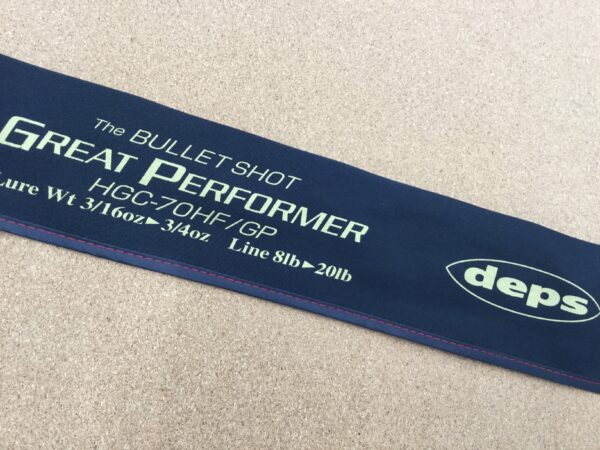 The BULLET SHOT
GREAT PERFORMER
HGC-70HF/GP
Lure Wt 3/16oz►3/4oz Line 8lb►20lb
deps